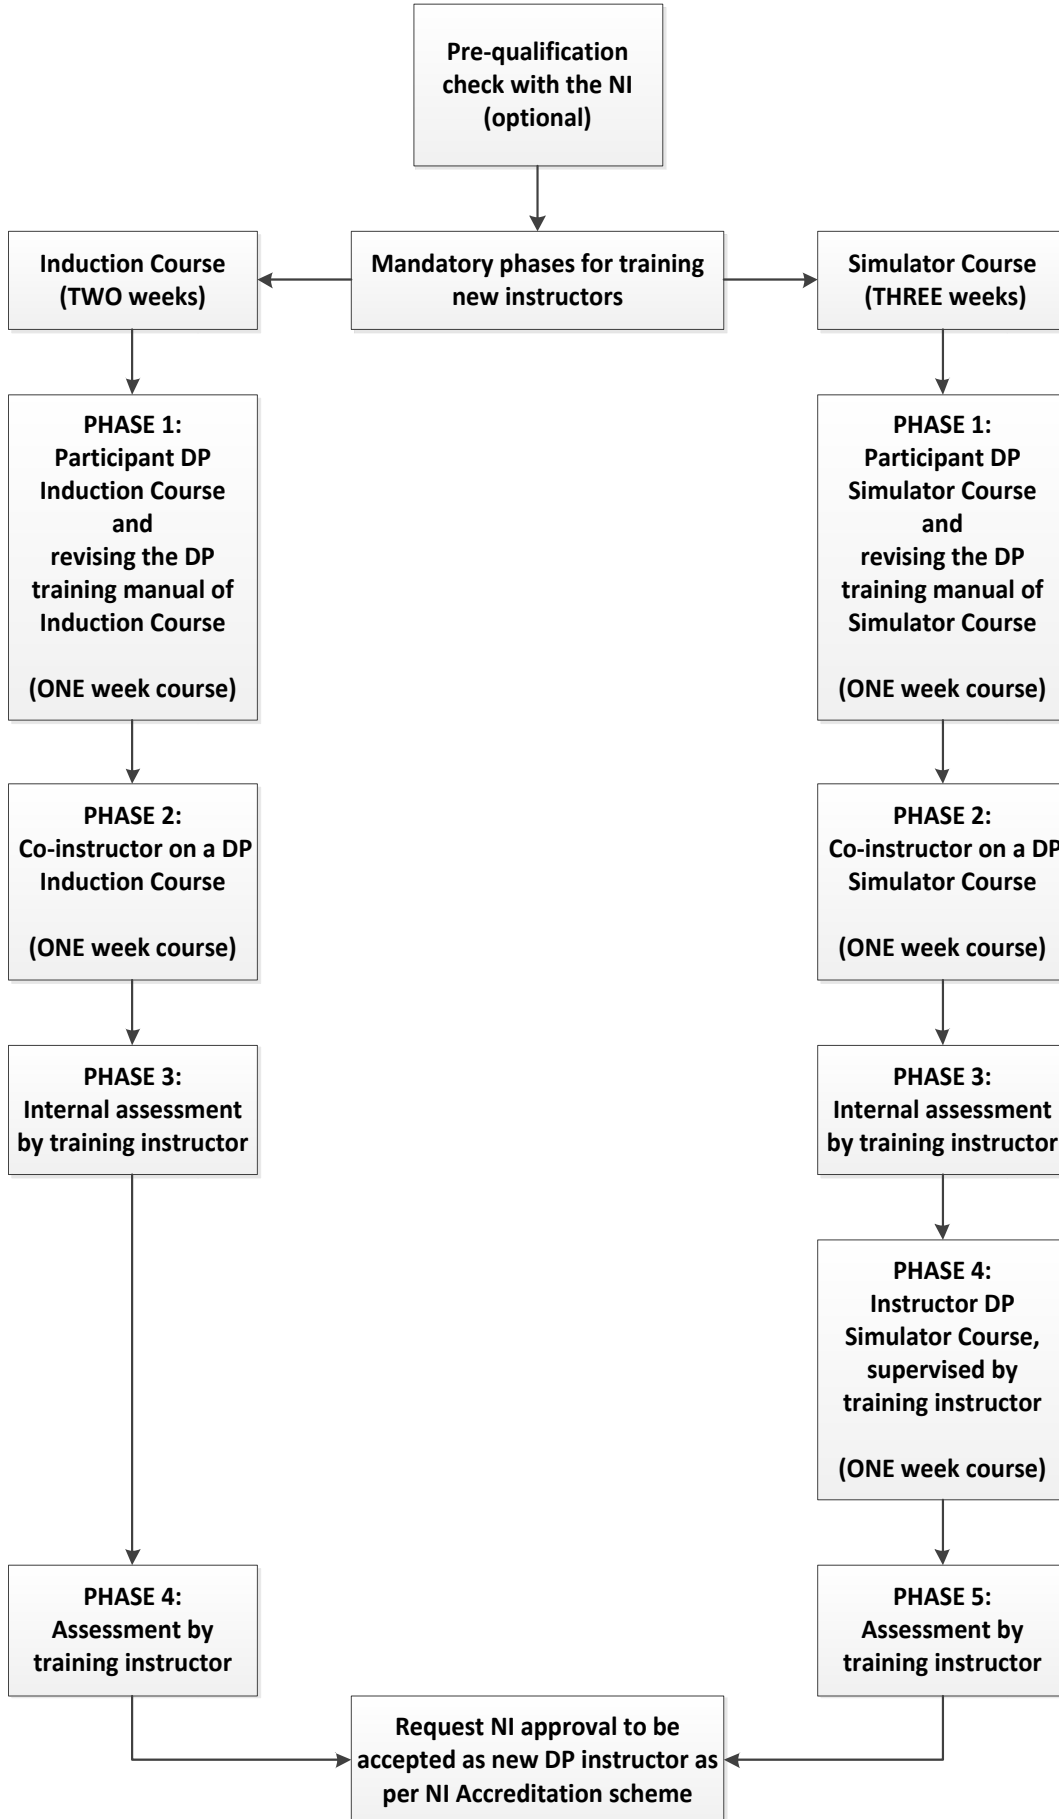 Pre-qualification
check with the NI
(optional)
Induction Course
(TWO weeks)
Mandatory phases for training
new instructors
Simulator Course
(THREE weeks)
PHASE 1:
Participant DP
Induction Course
and
revising the DP
training manual of
Induction Course
(ONE week course)
PHASE 1:
Participant DP
Simulator Course
and
revising the DP
training manual of
Simulator Course
(ONE week course)
PHASE 2:
Co-instructor on a DP
Induction Course
(ONE week course)
PHASE 2:
Co-instructor on a DP
Simulator Course
(ONE week course)
PHASE 3:
Internal assessment
by training instructor
PHASE 3:
Internal assessment
by training instructor
PHASE 4:
Instructor DP
Simulator Course,
supervised by
training instructor
(ONE week course)
PHASE 4:
Assessment by
training instructor
PHASE 5:
Assessment by
training instructor
Request NI approval to be
accepted as new DP instructor as
per NI Accreditation scheme